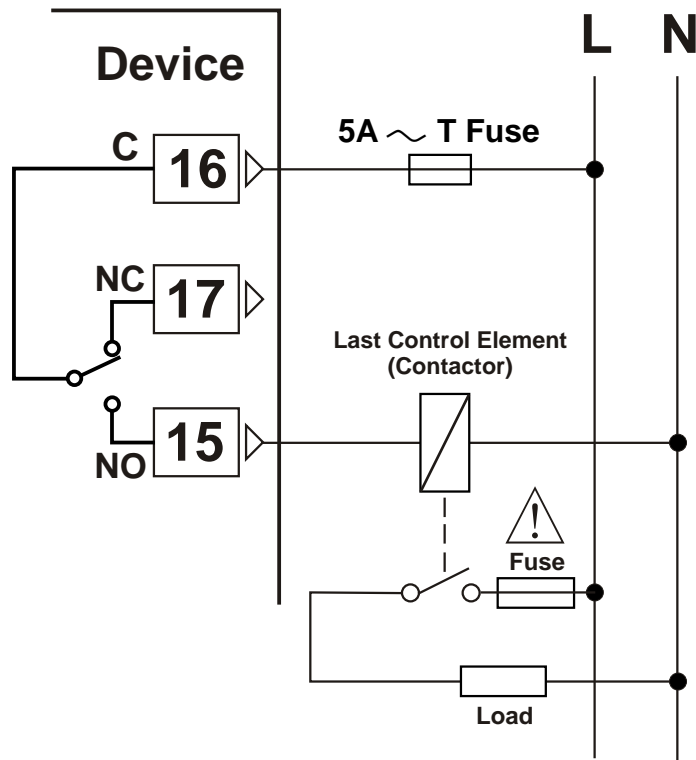 L N
Device
5A ~ T Fuse
C
16
NC
17
Last Control Element
(Contactor)
15
NO
Fuse
Load